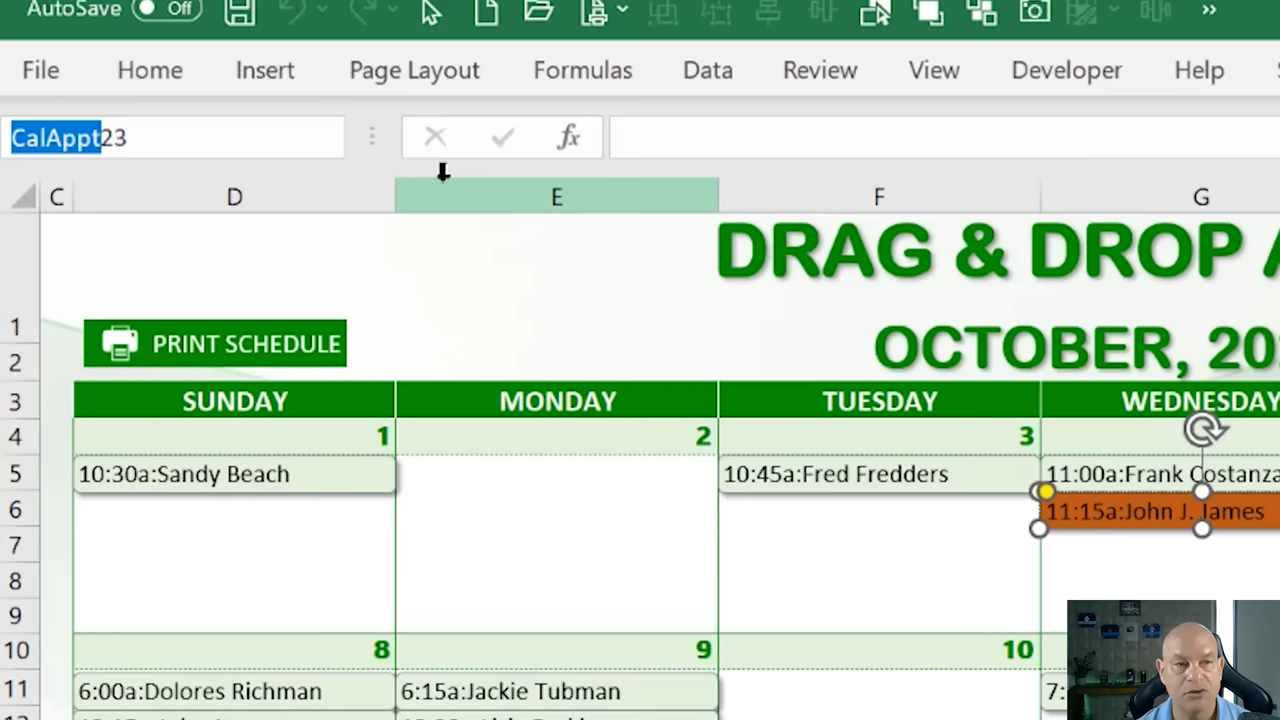 AutoSave Off
File Home Insert Page Layout Formulas Data Review View Developer Help
CalAppt23 fx
C D E F G
DRAG & DROP
1
PRINT SCHEDULE
2
OCTOBER, 20
3 SUNDAY MONDAY TUESDAY WEDNESDAY
4 1 2 3
5 10:30a:Sandy Beach 10:45a:Fred Fredders 11:00a:Frank Costanza
6 11:15a:John J. James
7
8
9
10 8 9 10
11 6:00a:Dolores Richman 6:15a:Jackie Tubman 7: